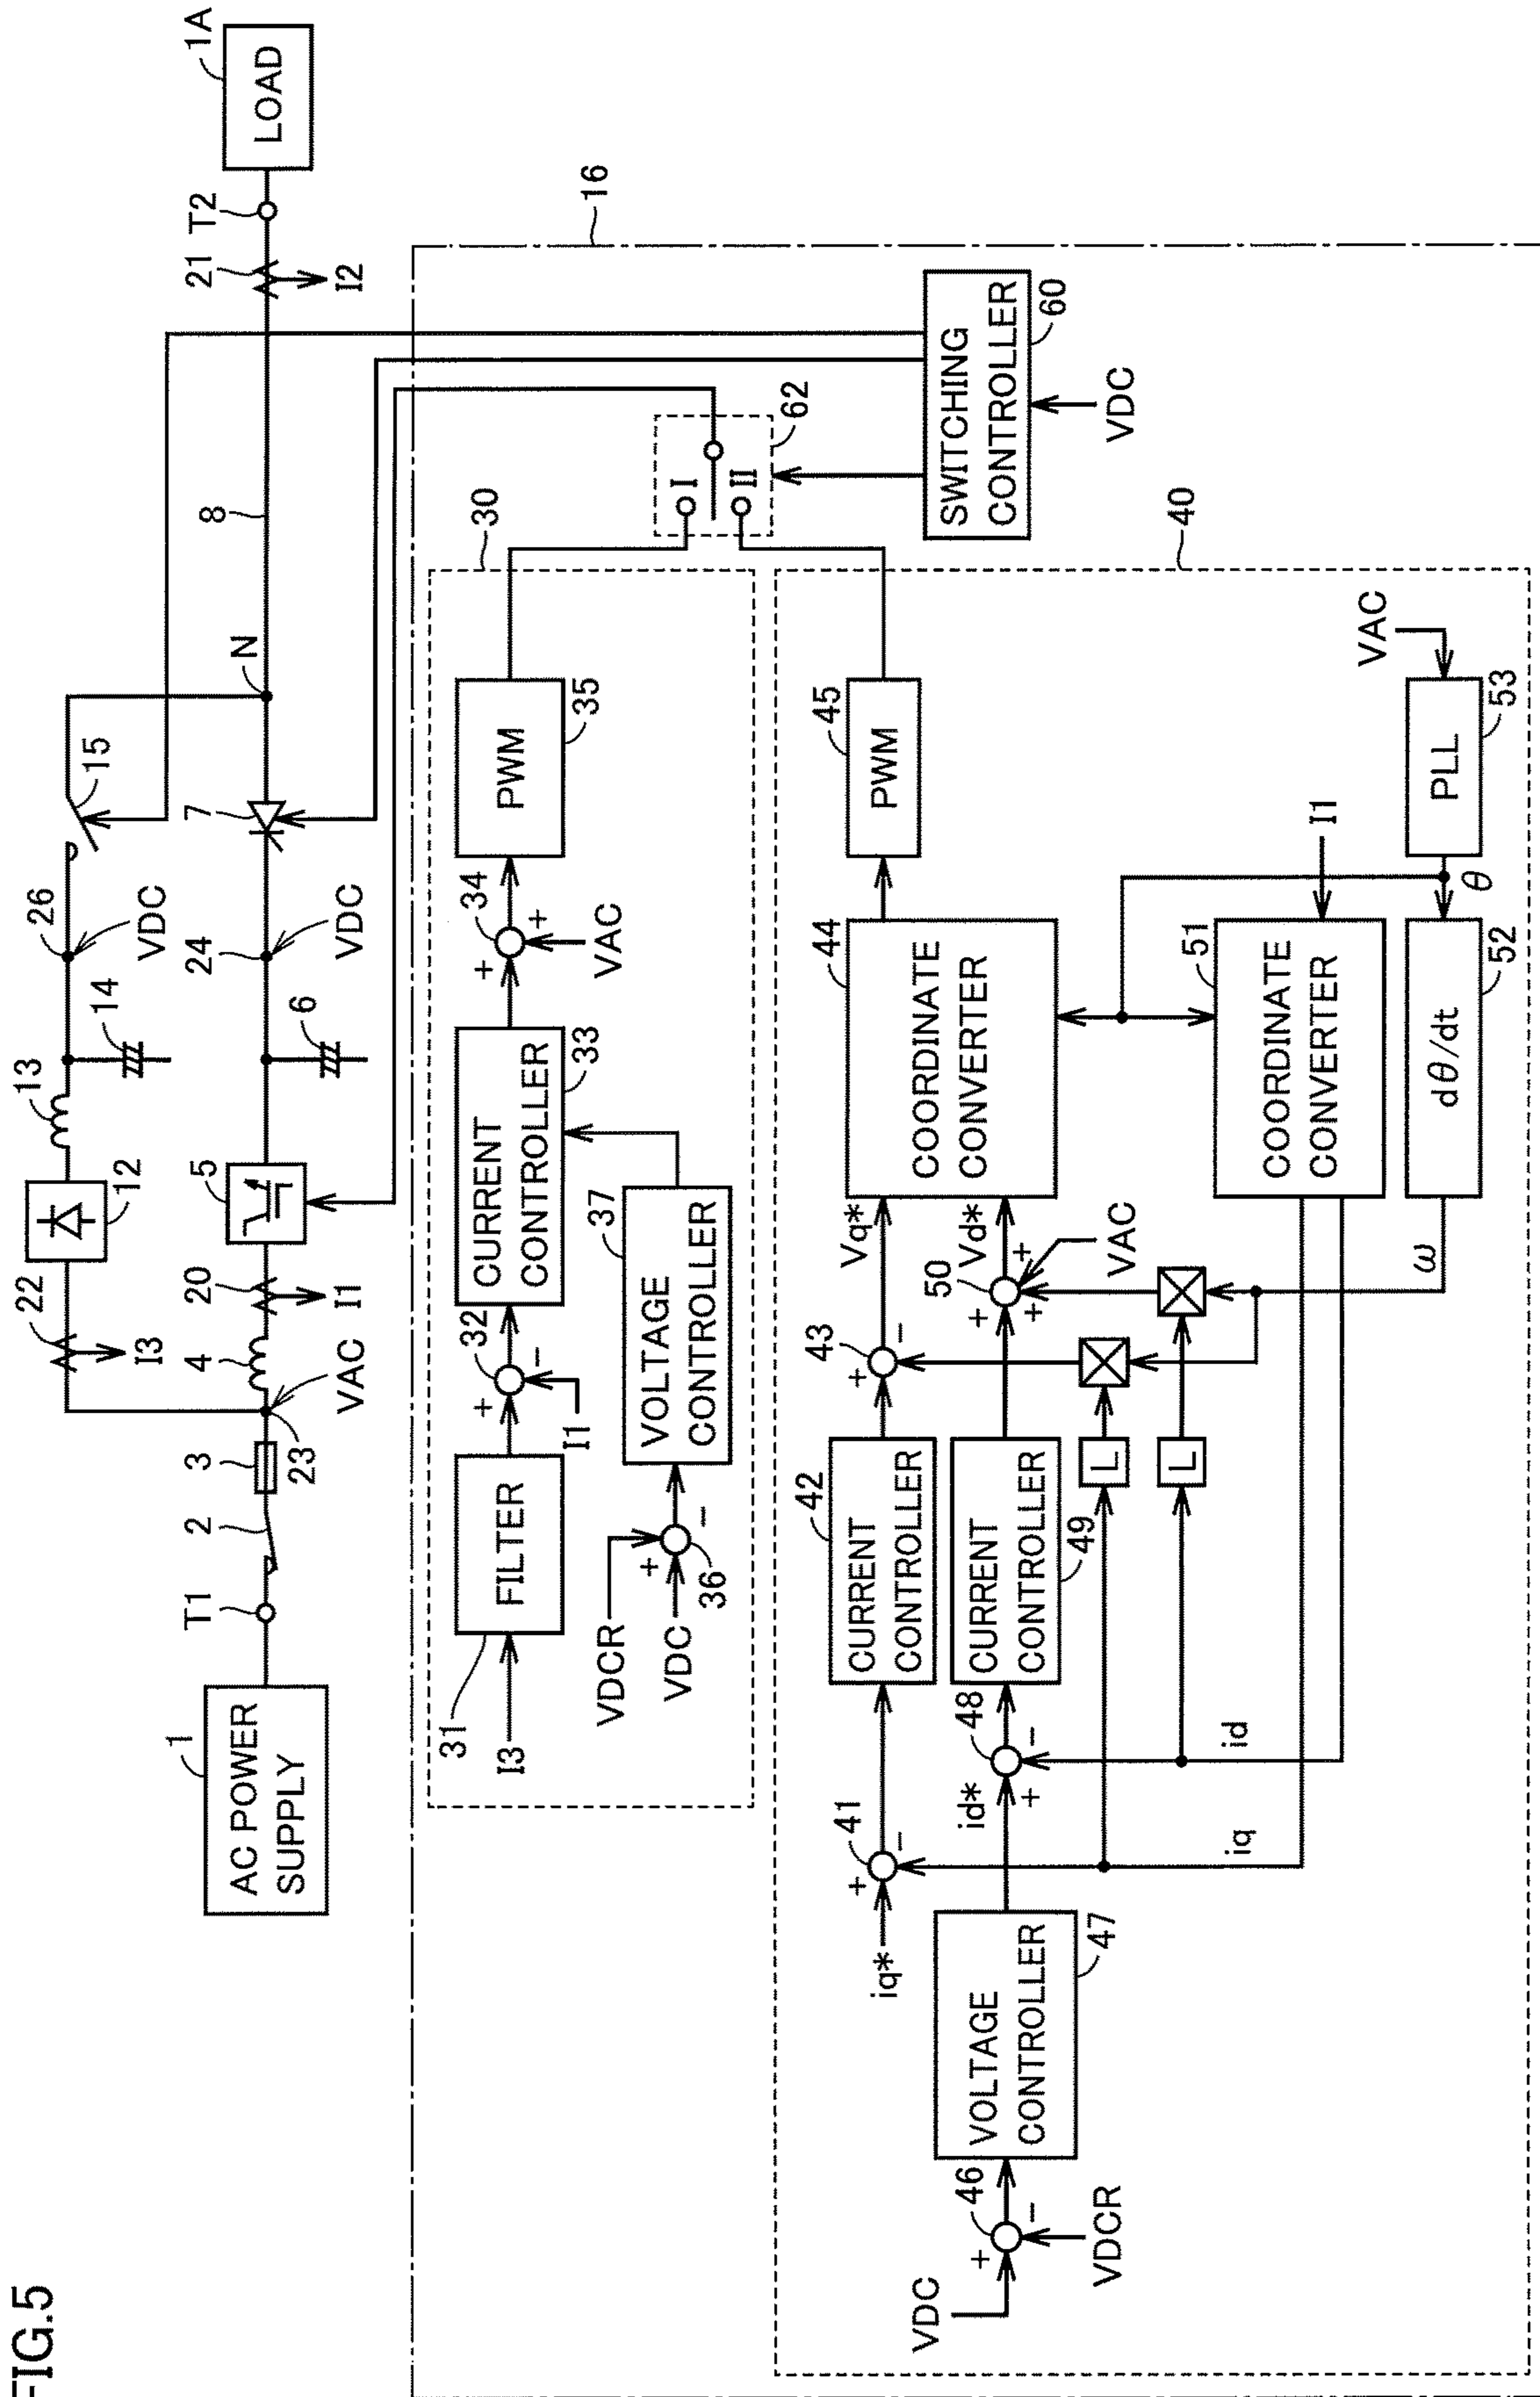 FIG.5
1
AC POWER
SUPPLY
T1
2
3
23
VAC
4
20
I1
22
I3
12
5
13
14
6
26
VDC
24
VDC
15
7
N
8
21
I2
T2
1A
LOAD
16
30
31
FILTER
I3
32
+
−
I1
CURRENT
CONTROLLER
33
34
+
+
VAC
PWM
35
VDCR
VDC
+
−
36
37
VOLTAGE
CONTROLLER
I
II
62
SWITCHING
CONTROLLER
60
VDC
40
iq*
+
−
41
42
CURRENT
CONTROLLER
43
+
−
Vq*
44
COORDINATE
CONVERTER
45
PWM
VDC
+
−
46
VDCR
VOLTAGE
CONTROLLER
47
id*
+
−
48
CURRENT
CONTROLLER
49
50
+
+
+
Vd*
VAC
L
L
iq
id
51
COORDINATE
CONVERTER
I1
ω
dθ/dt
52
θ
PLL
53
VAC